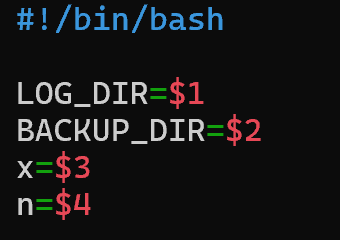 #!/bin/bash
LOG_DIR=$1
BACKUP_DIR=$2
x=$3
n=$4